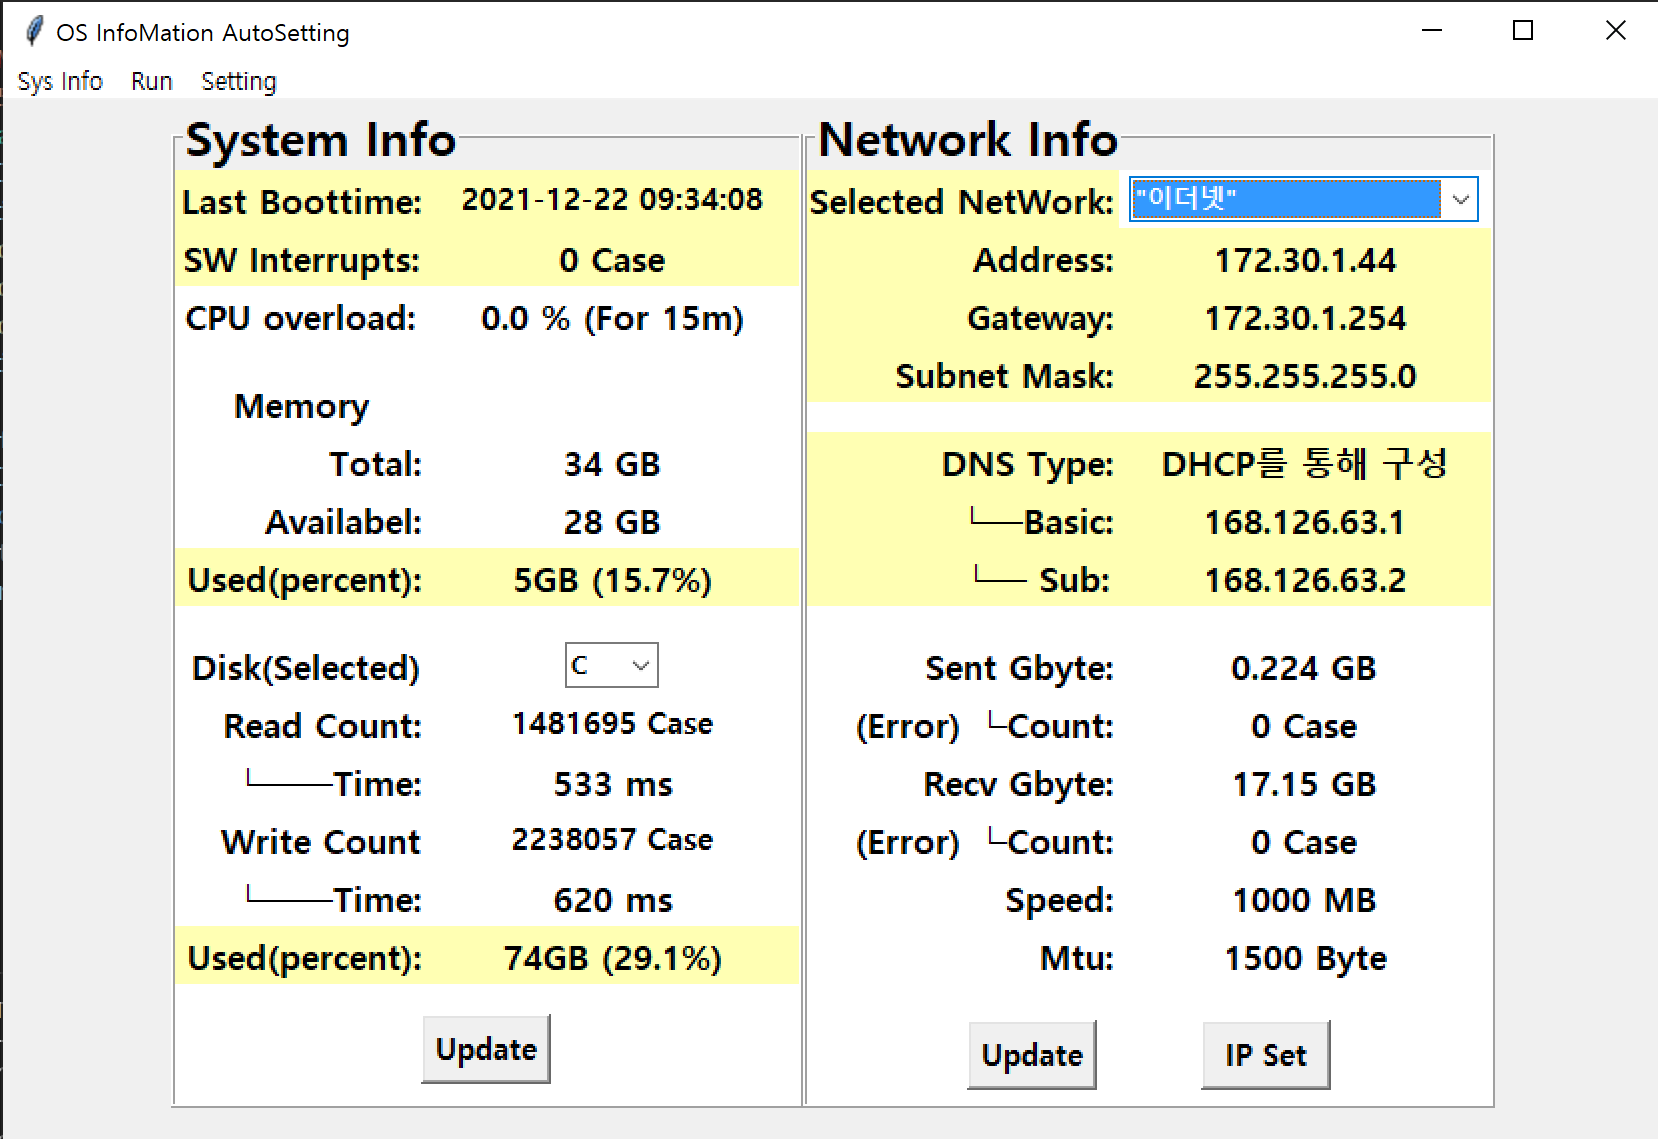 OS InfoMation AutoSetting
Sys Info Run Setting
System Info
Last Boottime: 2021-12-22 09:34:08
SW Interrupts: 0 Case
CPU overload: 0.0 % (For 15m)
Memory
Total: 34 GB
Availabel: 28 GB
Used(percent): 5GB (15.7%)
Disk(Selected) C
Read Count: 1481695 Case
└───Time: 533 ms
Write Count 2238057 Case
└───Time: 620 ms
Used(percent): 74GB (29.1%)
Update
Network Info
Selected NetWork: "이더넷"
Address: 172.30.1.44
Gateway: 172.30.1.254
Subnet Mask: 255.255.255.0
DNS Type: DHCP를 통해 구성
└──Basic: 168.126.63.1
└── Sub: 168.126.63.2
Sent Gbyte: 0.224 GB
(Error) └Count: 0 Case
Recv Gbyte: 17.15 GB
(Error) └Count: 0 Case
Speed: 1000 MB
Mtu: 1500 Byte
Update IP Set